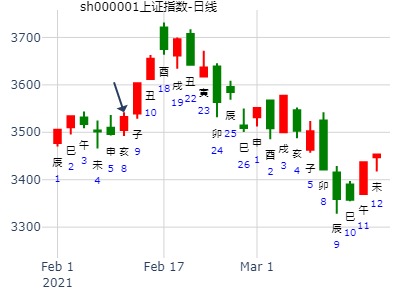 sh000001上证指数-日线
3700
3600
3500
3400
3300
辰
1
巳
2
午
3
未
4
申
5
亥
8
子
9
丑
10
酉
18
戌
19
丑
22
寅
23
卯
24
辰
25
巳
26
申
1
酉
2
戌
3
亥
4
子
5
卯
8
辰
9
巳
10
午
11
未
12
Feb 1
2021
Feb 17
Mar 1